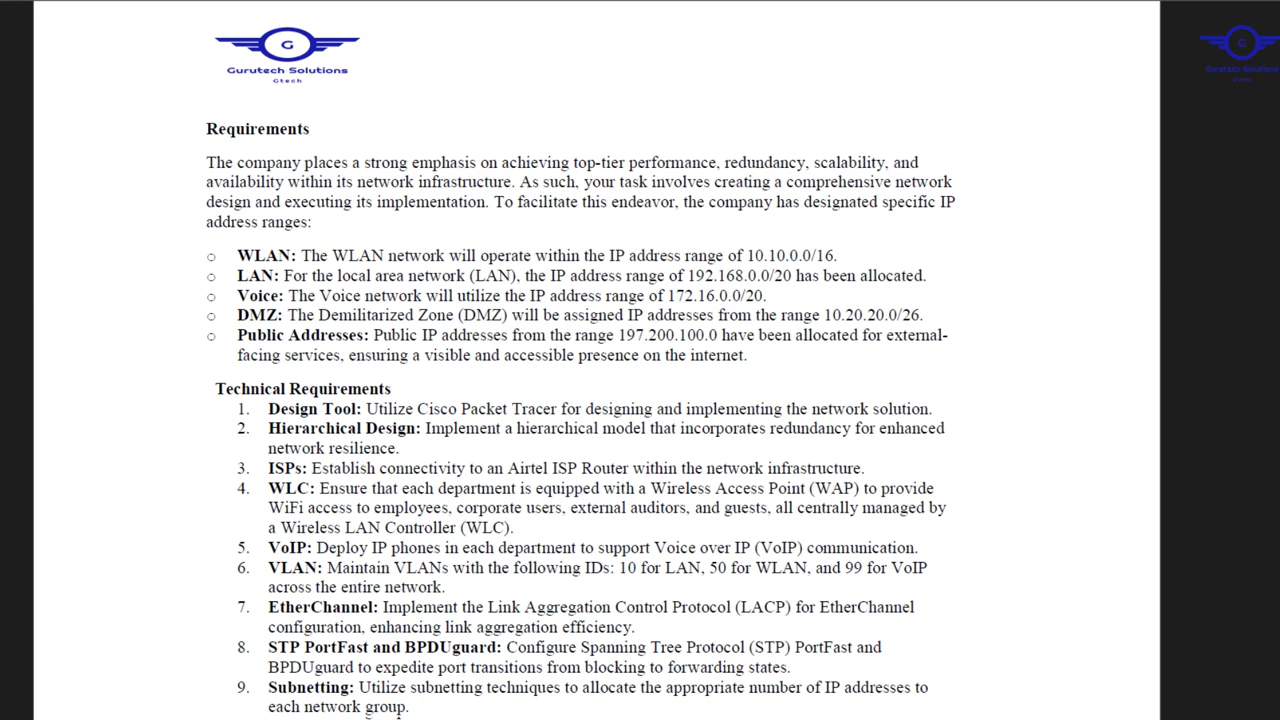 G
Gurutech Solutions
Gtech
G
Gurutech Solutions
Requirements
The company places a strong emphasis on achieving top-tier performance, redundancy, scalability, and
availability within its network infrastructure. As such, your task involves creating a comprehensive network
design and executing its implementation. To facilitate this endeavor, the company has designated specific IP
address ranges:
○ WLAN: The WLAN network will operate within the IP address range of 10.10.0.0/16.
○ LAN: For the local area network (LAN), the IP address range of 192.168.0.0/20 has been allocated.
○ Voice: The Voice network will utilize the IP address range of 172.16.0.0/20.
○ DMZ: The Demilitarized Zone (DMZ) will be assigned IP addresses from the range 10.20.20.0/26.
○ Public Addresses: Public IP addresses from the range 197.200.100.0 have been allocated for external-
facing services, ensuring a visible and accessible presence on the internet.
Technical Requirements
1. Design Tool: Utilize Cisco Packet Tracer for designing and implementing the network solution.
2. Hierarchical Design: Implement a hierarchical model that incorporates redundancy for enhanced
network resilience.
3. ISPs: Establish connectivity to an Airtel ISP Router within the network infrastructure.
4. WLC: Ensure that each department is equipped with a Wireless Access Point (WAP) to provide
WiFi access to employees, corporate users, external auditors, and guests, all centrally managed by
a Wireless LAN Controller (WLC).
5. VoIP: Deploy IP phones in each department to support Voice over IP (VoIP) communication.
6. VLAN: Maintain VLANs with the following IDs: 10 for LAN, 50 for WLAN, and 99 for VoIP
across the entire network.
7. EtherChannel: Implement the Link Aggregation Control Protocol (LACP) for EtherChannel
configuration, enhancing link aggregation efficiency.
8. STP PortFast and BPDUguard: Configure Spanning Tree Protocol (STP) PortFast and
BPDUguard to expedite port transitions from blocking to forwarding states.
9. Subnetting: Utilize subnetting techniques to allocate the appropriate number of IP addresses to
each network group.